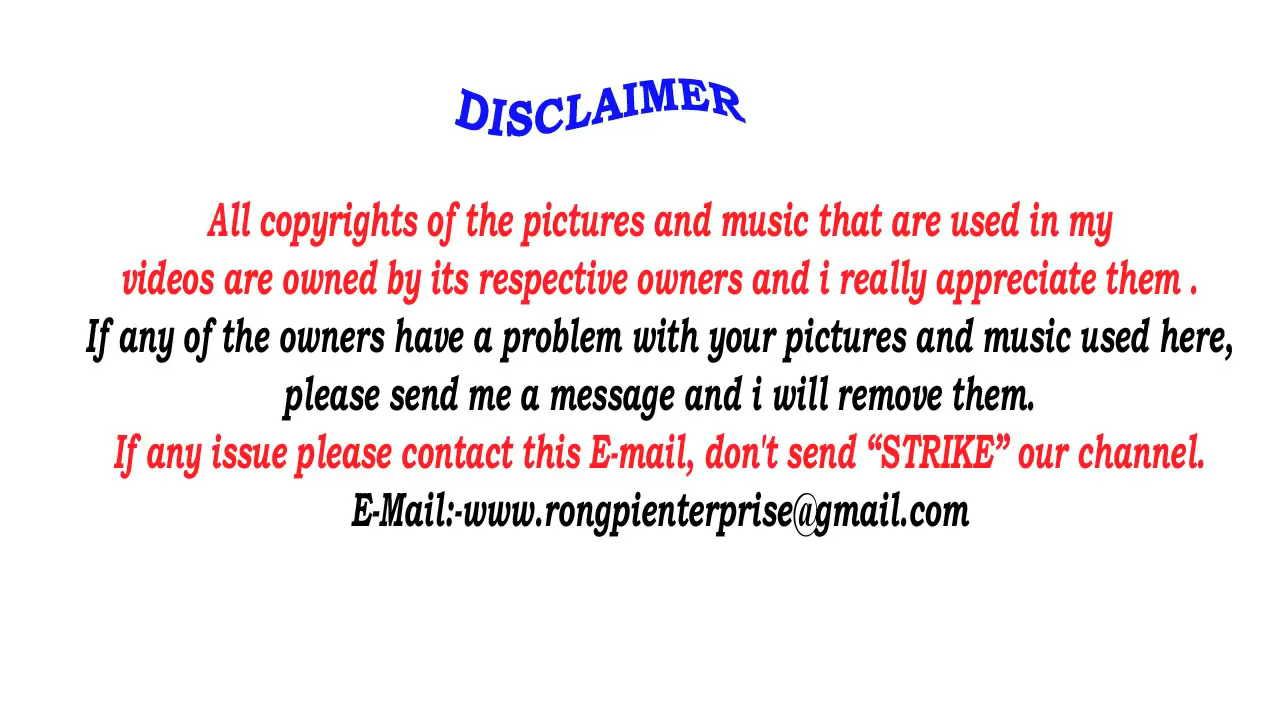 DISCLAIMER
All copyrights of the pictures and music that are used in my
videos are owned by its respective owners and i really appreciate them .
If any of the owners have a problem with your pictures and music used here,
please send me a message and i will remove them.
If any issue please contact this E-mail, don't send “STRIKE” our channel.
E-Mail:-www.rongpienterprise@gmail.com